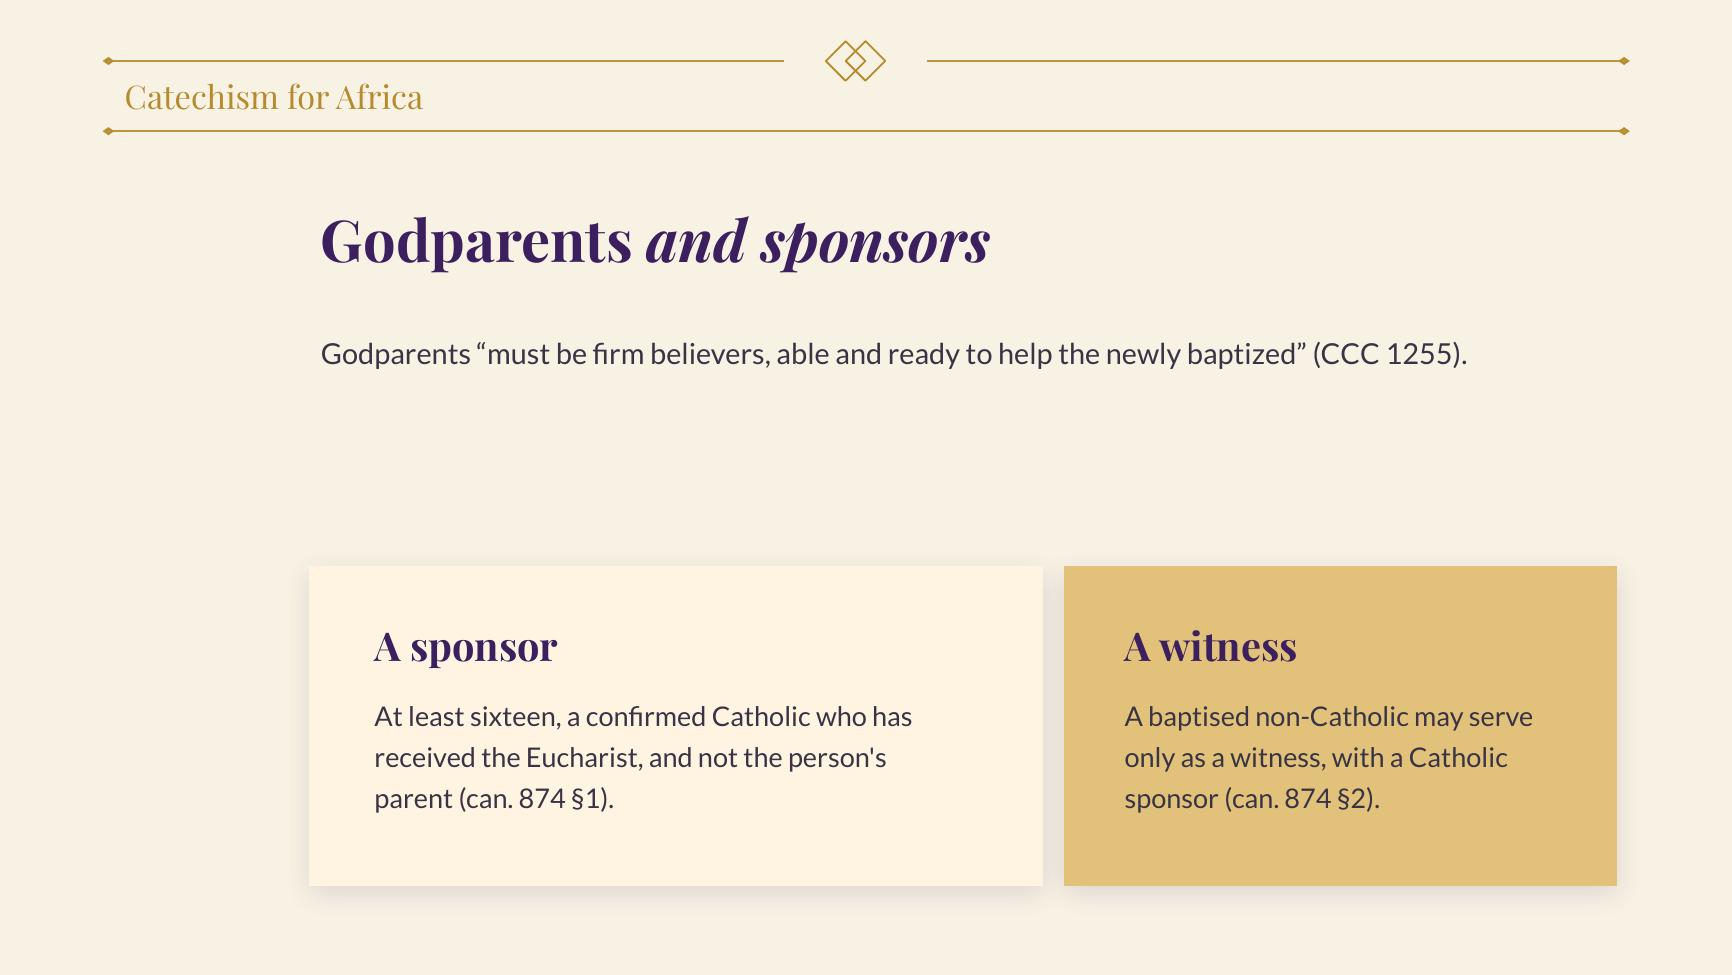 Catechism for Africa
Godparents and sponsors
Godparents “must be firm believers, able and ready to help the newly baptized” (CCC 1255).
A sponsor
At least sixteen, a confirmed Catholic who has
received the Eucharist, and not the person's
parent (can. 874 §1).
A witness
A baptised non-Catholic may serve
only as a witness, with a Catholic
sponsor (can. 874 §2).